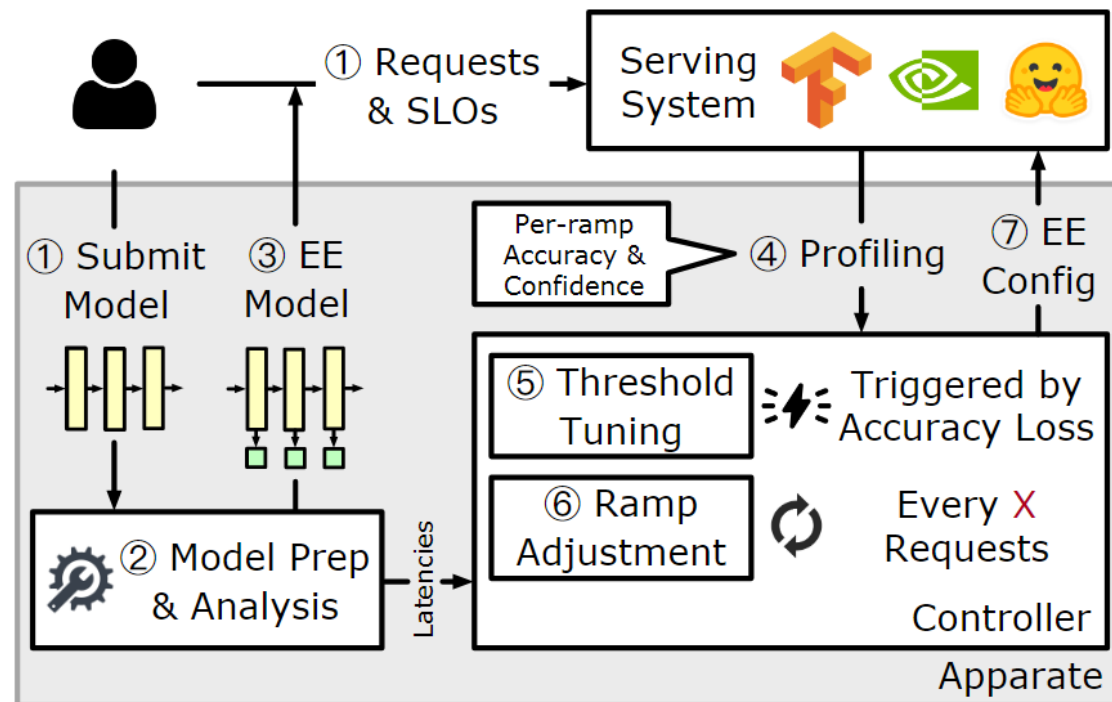 ① Requests
& SLOs
Serving
System
① Submit
Model
③ EE
Model
Per-ramp
Accuracy &
Confidence
④ Profiling
⑦ EE
Config
⑤ Threshold
Tuning
Triggered by
Accuracy Loss
⑥ Ramp
Adjustment
Every X
Requests
② Model Prep
& Analysis
Latencies
Controller
Apparate